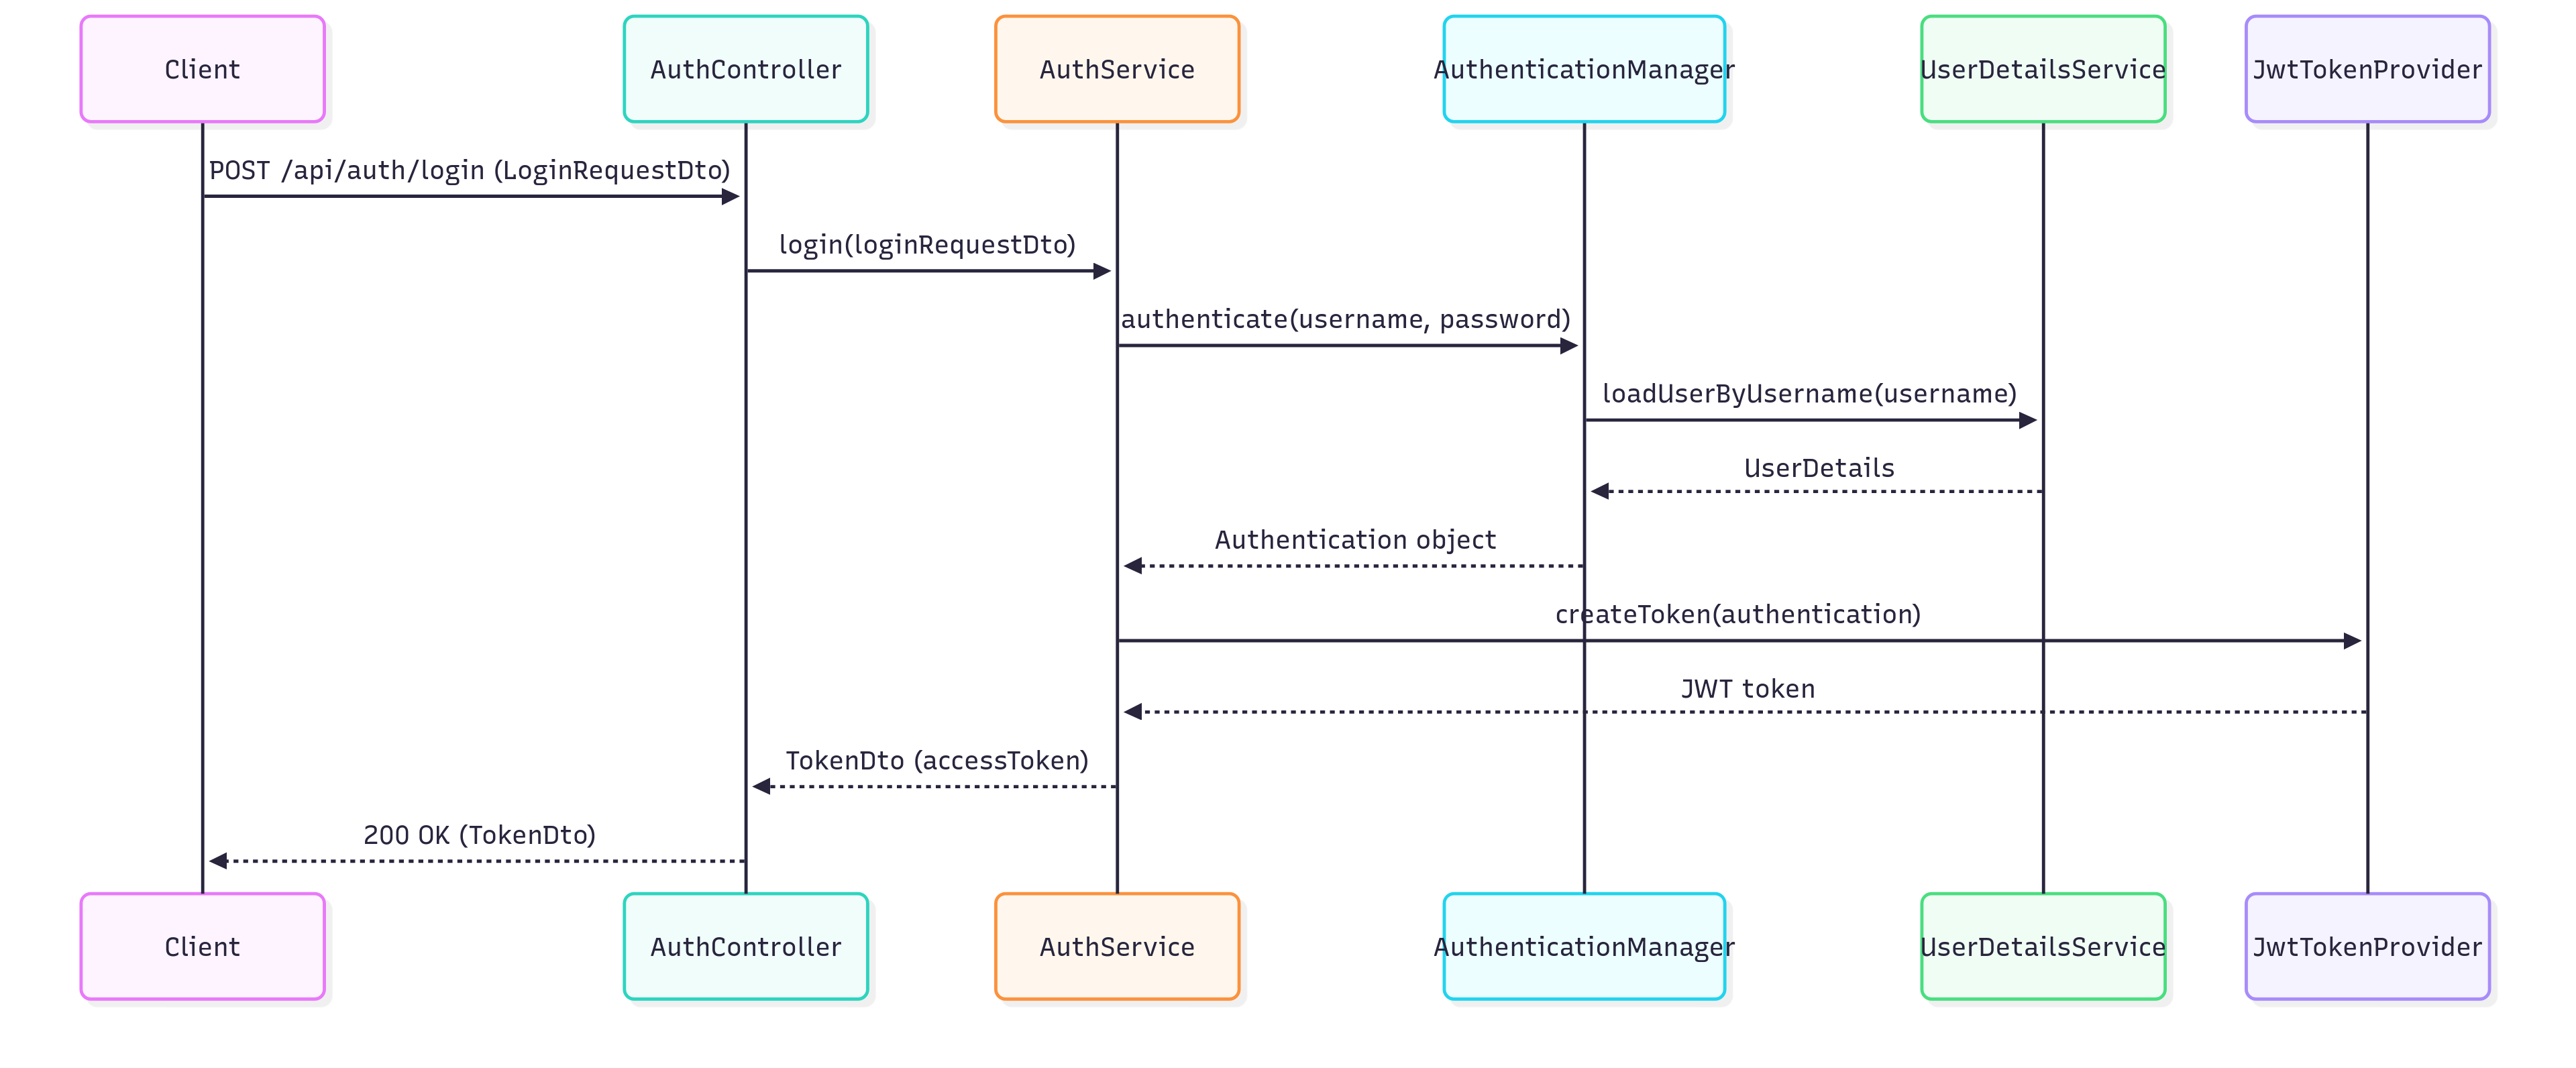 Client
AuthController
AuthService
AuthenticationManager
UserDetailsService
JwtTokenProvider
POST /api/auth/login (LoginRequestDto)
login(loginRequestDto)
authenticate(username, password)
loadUserByUsername(username)
UserDetails
Authentication object
createToken(authentication)
JWT token
TokenDto (accessToken)
200 OK (TokenDto)
Client
AuthController
AuthService
AuthenticationManager
UserDetailsService
JwtTokenProvider